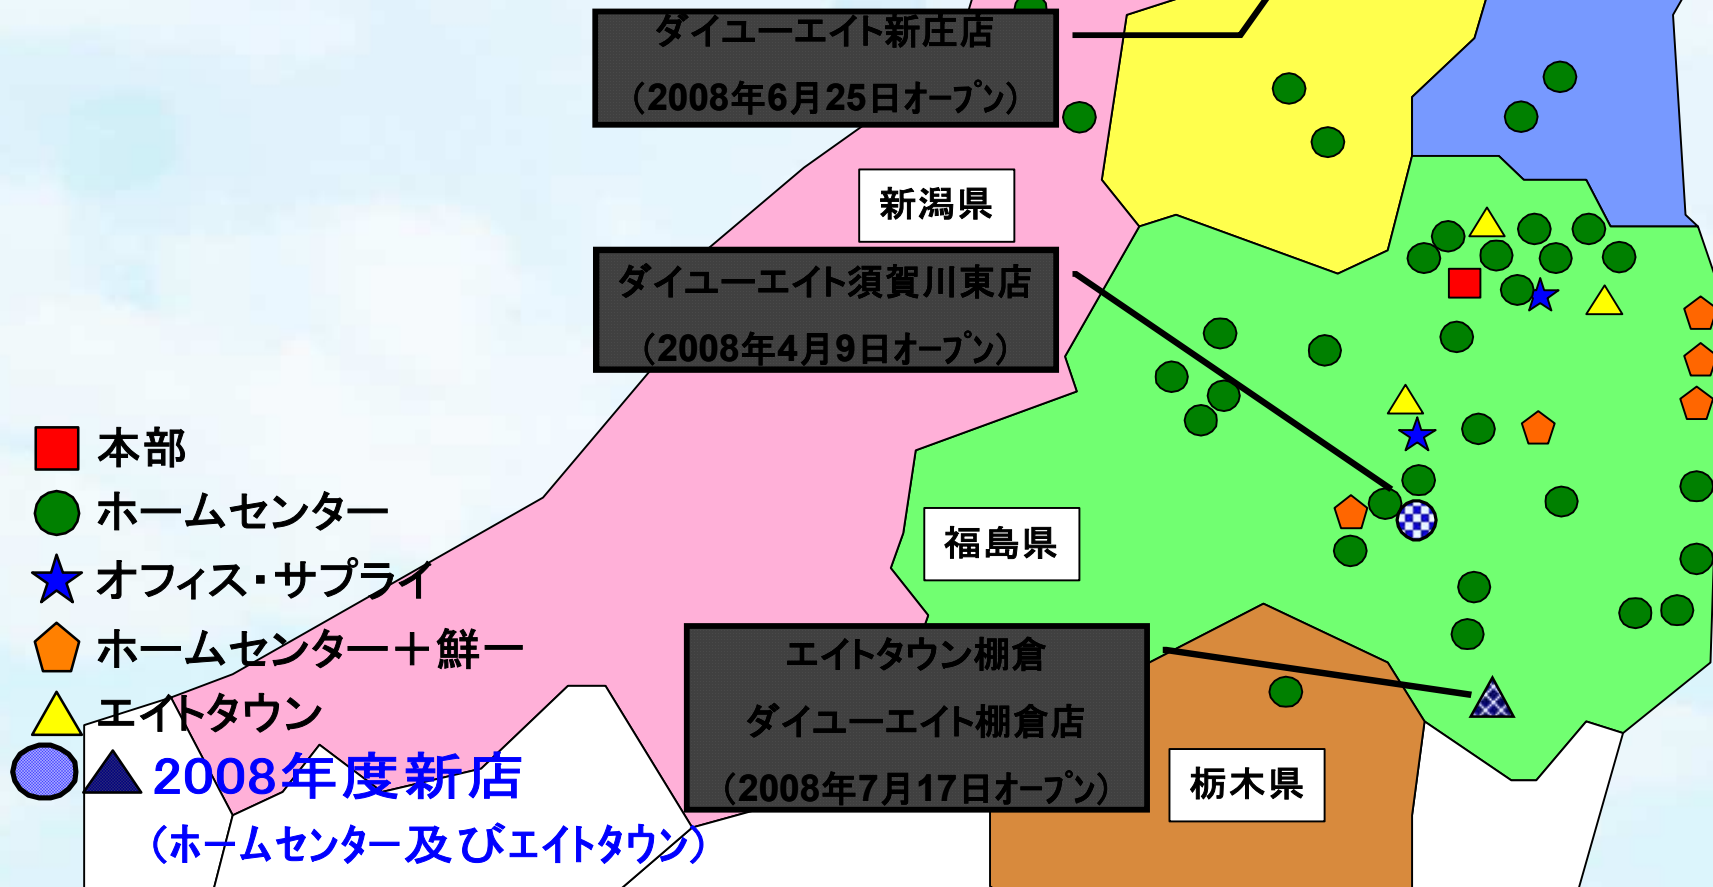 ダイユーエイト新庄店
（2008年6月25日オープン）
新潟県
ダイユーエイト須賀川東店
（2008年4月9日オープン）
本部
ホームセンター
オフィス・サプライ
福島県
ホームセンター＋鮮一
エイトタウン
エイトタウン棚倉
ダイユーエイト棚倉店
（2008年7月17日オープン）
栃木県
2008年度新店
（ホームセンター及びエイトタウン）